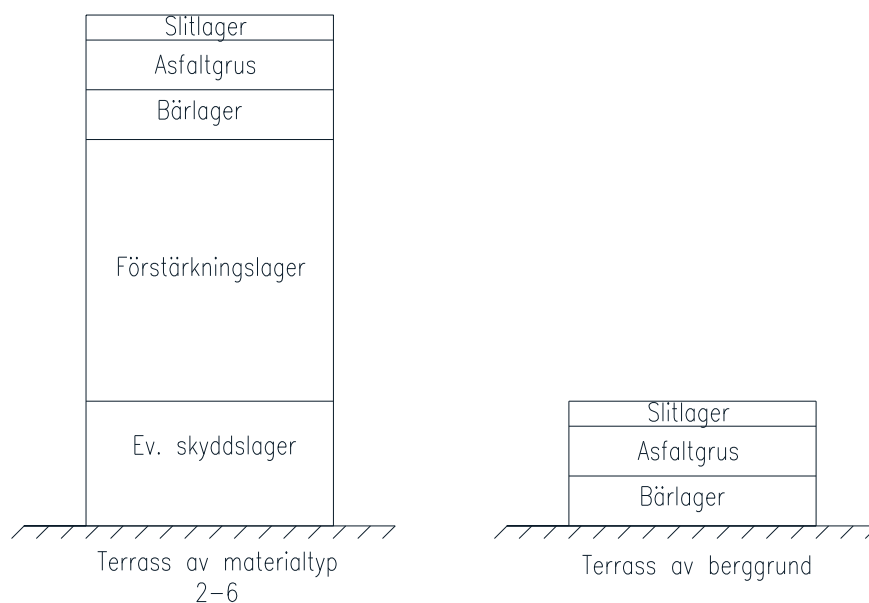 Slitlager
Asfaltgrus
Bärlager
Förstärkningslager
Ev. skyddslager
Terrass av materialtyp
2-6
Slitlager
Asfaltgrus
Bärlager
Terrass av berggrund